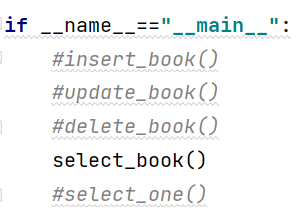 if __name__=="__main__":
    #insert_book()
    #update_book()
    #delete_book()
    select_book()
    #select_one()